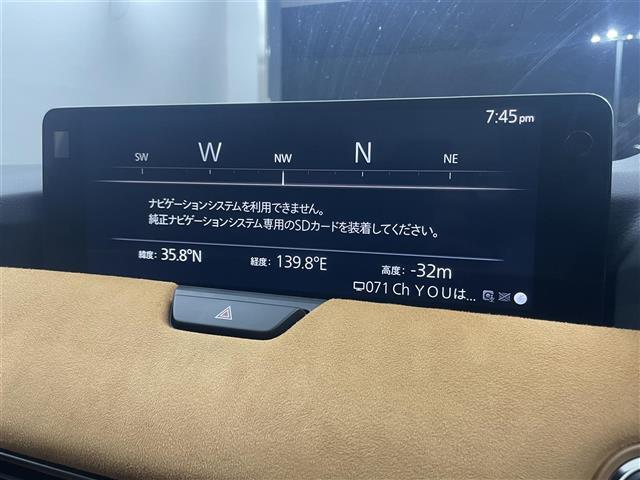 7:45 pm
SW W NW N NE
ナビゲーションシステムを利用できません。
純正ナビゲーションシステム専用のSDカードを装着してください。
緯度: 35.8°N 経度: 139.8°E 高度: -32m
071 Ch ＹＯＵは...